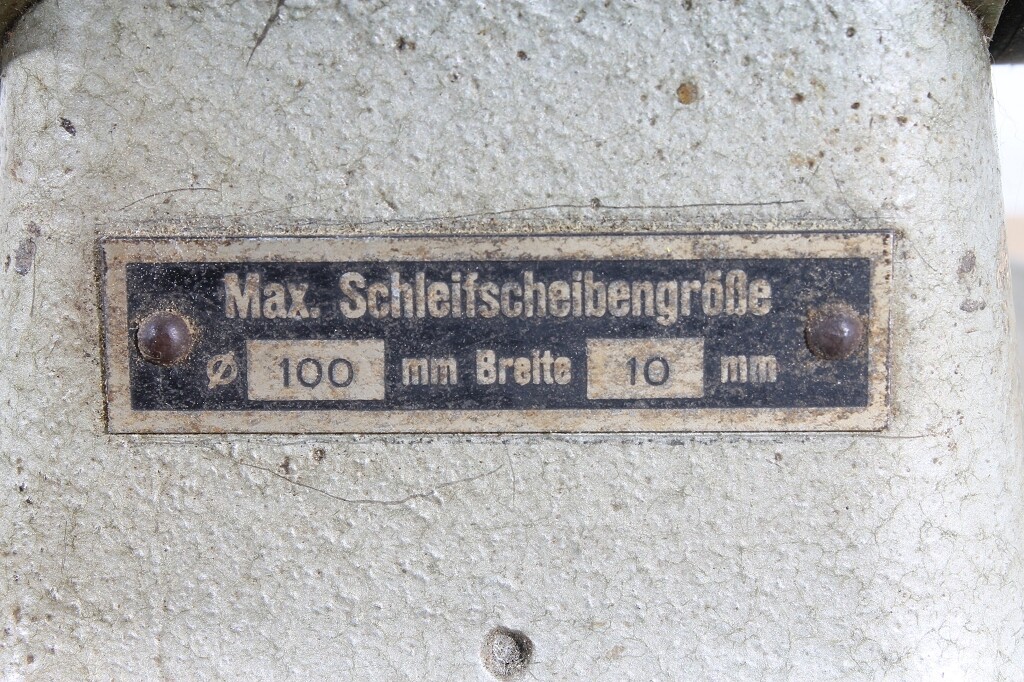 Max. Schleifscheibengröße
Ø 100 mm Breite 10 mm